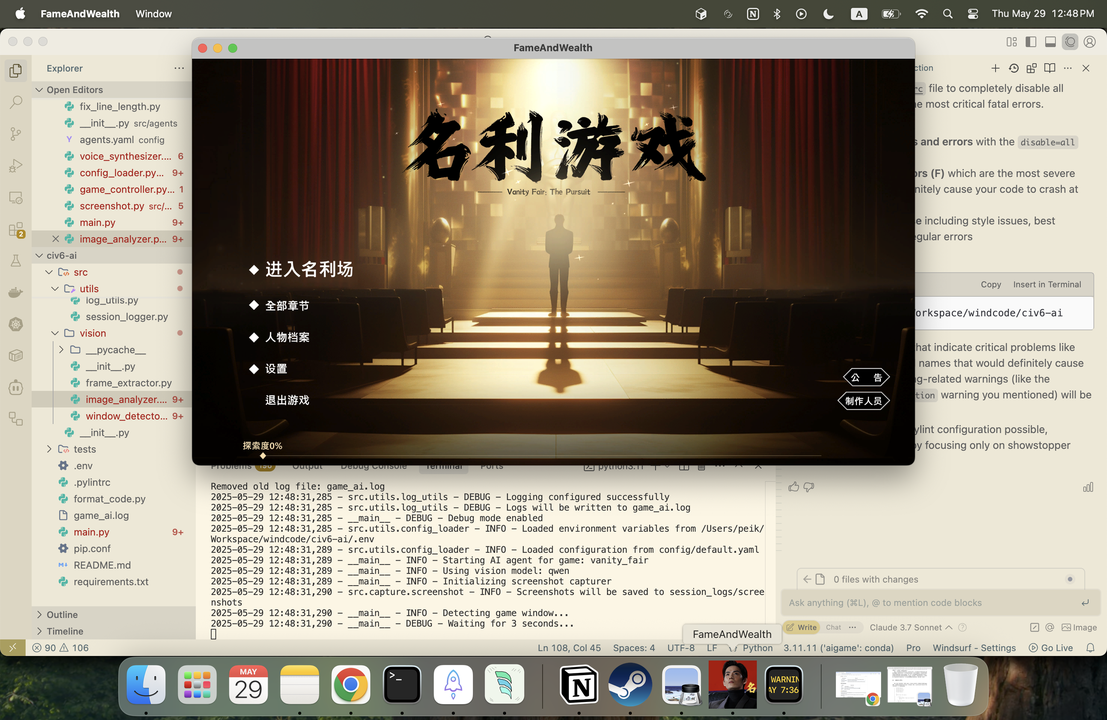 FameAndWealth Window
A
Thu May 29 12:48 PM
FameAndWealth
名利游戏
Vanity Fair: The Pursuit
进入名利场
全部章节
人物档案
设置
退出游戏
公 告
制作人员
探索度0%
Explorer
Open Editors
fix_line_length.py
__init__.py src/agents
agents.yaml config
voice_synthesizer.... 6
config_loader.py... 9+
game_controller.py... 1
screenshot.py src/... 5
main.py 9+
image_analyzer.p... 9+
civ6-ai
src
utils
log_utils.py
session_logger.py
vision
__pycache__
__init__.py
frame_extractor.py
image_analyzer.... 9+
window_detecto... 9+
__init__.py
tests
.env
.pylintrc
format_code.py
game_ai.log
main.py 9+
pip.conf
README.md
requirements.txt
Outline
Timeline
2
Problems Output Debug Console Terminal Ports
python3.11
Removed old log file: game_ai.log
2025-05-29 12:48:31,285 - src.utils.log_utils - DEBUG - Logging configured successfully
2025-05-29 12:48:31,285 - src.utils.log_utils - DEBUG - Logs will be written to game_ai.log
2025-05-29 12:48:31,285 - __main__ - DEBUG - Debug mode enabled
2025-05-29 12:48:31,285 - src.utils.config_loader - INFO - Loaded environment variables from /Users/peik/
Workspace/windcode/civ6-ai/.env
2025-05-29 12:48:31,289 - src.utils.config_loader - INFO - Loaded configuration from config/default.yaml
2025-05-29 12:48:31,289 - __main__ - INFO - Starting AI agent for game: vanity_fair
2025-05-29 12:48:31,285 - __main__ - INFO - Using vision model: qwen
2025-05-29 12:48:31,290 - __main__ - INFO - Initializing screenshot capturer
2025-05-29 12:48:31,290 - src.capture.screenshot - INFO - Screenshots will be saved to session_logs/scree
nshots
2025-05-29 12:48:31,290 - __main__ - INFO - Detecting game window...
2025-05-29 12:48:31,290 - __main__ - DEBUG - Waiting for 3 seconds...
ction
file to completely disable all
e most critical fatal errors.
s and errors with the disable=all
ors (F) which are the most severe
initely cause your code to crash at
e including style issues, best
egular errors
Copy Insert in Terminal
orkspace/windcode/civ6-ai
that indicate critical problems like
names that would definitely cause
ng-related warnings (like the
tion warning you mentioned) will be
ylint configuration possible,
by focusing only on showstopper
0 files with changes
Ask anything (⌘L), @ to mention code blocks
Write Chat Claude 3.7 Sonnet
Image
90 106
Ln 108, Col 45 Spaces: 4 UTF-8 LF Python 3.11.11 ('aigame': conda) Pro Windsurf - Settings Go Live
FameAndWealth
MAY
29
WARNIN
AY 7:36